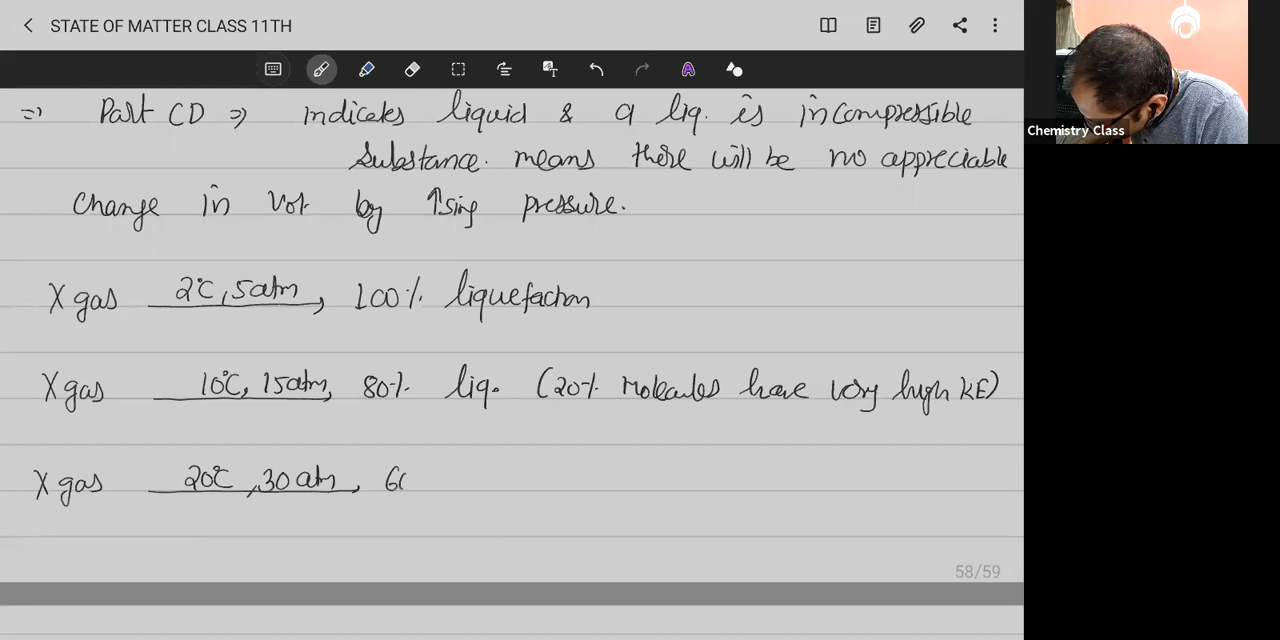 STATE OF MATTER CLASS 11TH
Chemistry Class
=> Part CD => indicates liquid & a liq. is incompressible
substance. means there will be no appreciable
change in Vol. by ↑sing pressure.
X gas 2°C, 5atm, 100% liquefaction
X gas 10°C, 15atm, 80% liq. (20% molecules have very high KE)
X gas 20°C, 30 atm, 6
58/59